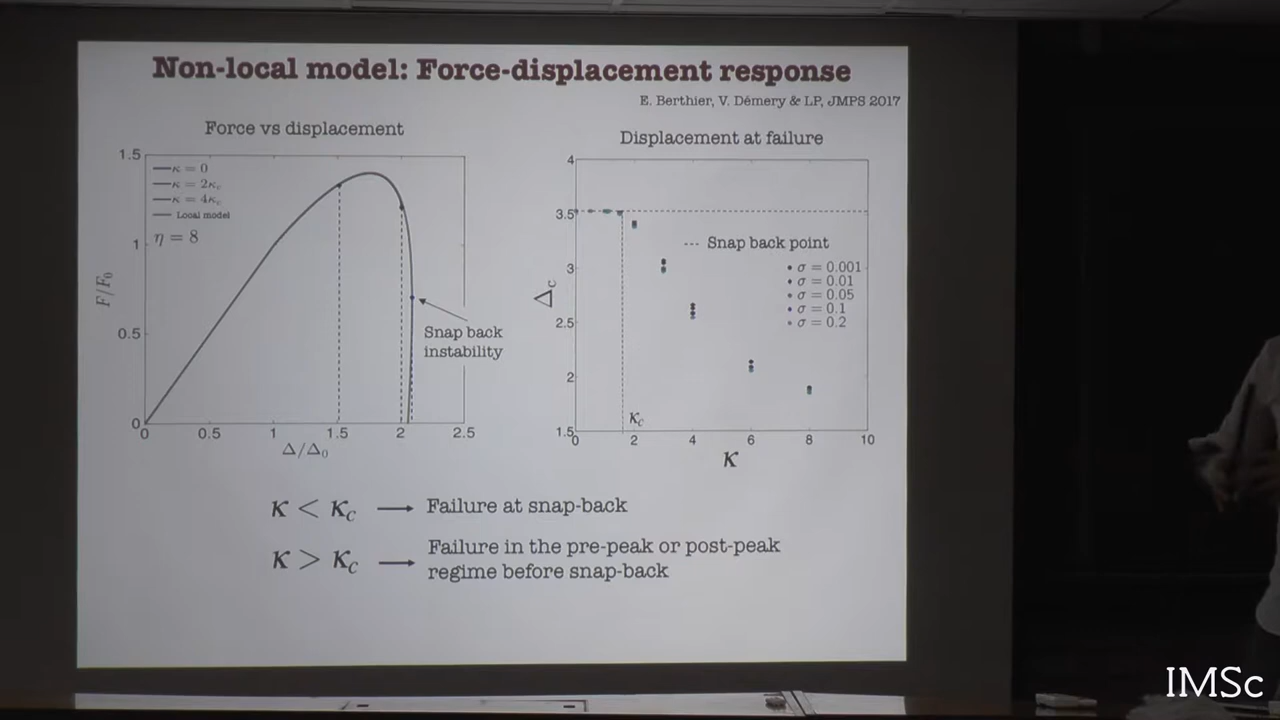 Non-local model: Force-displacement response
E. Berthier, V. Démery & LP, JMPS 2017
Force vs displacement
1.5
1
0.5
0
κ = 0
κ = 2κc
κ = 4κc
Local model
η = 8
F/F0
Snap back
instability
0 0.5 1 1.5 2 2.5
Δ/Δ0
Displacement at failure
4
3.5
3
2.5
2
1.5
Δc
--- Snap back point
σ = 0.001
σ = 0.01
σ = 0.05
σ = 0.1
σ = 0.2
κc
0 2 4 6 8 10
κ
κ < κc → Failure at snap-back
κ > κc → Failure in the pre-peak or post-peak
regime before snap-back
IMSc